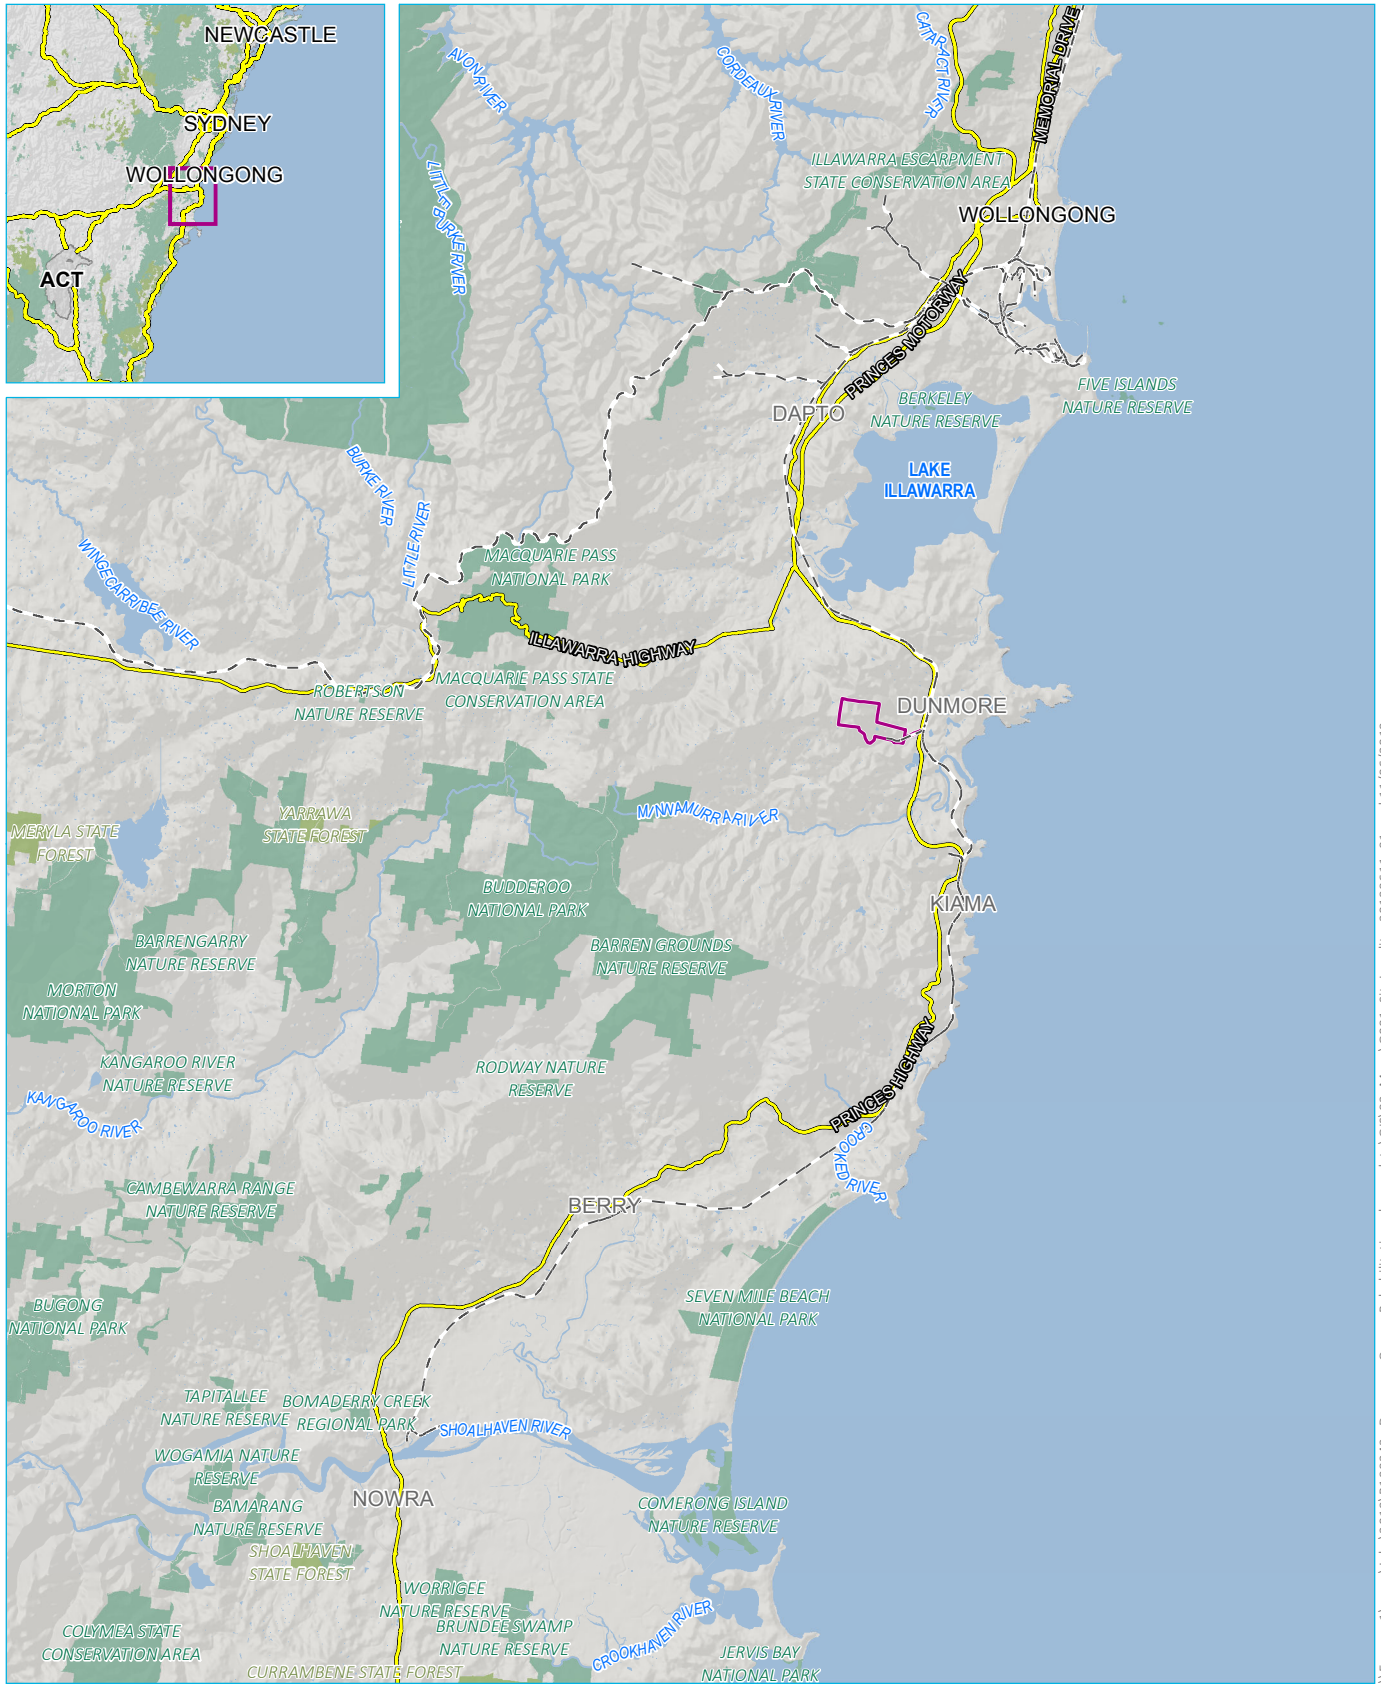 NEWCASTLE
SYDNEY
WOLLONGONG
ACT
AVON RIVER
CORDEAUX RIVER
CATARACT RIVER
MEMORIAL DRIVE
LITTLE BURKE RIVER
ILLAWARRA ESCARPMENT
STATE CONSERVATION AREA
WOLLONGONG
PRINCES MOTORWAY
DAPTO
BERKELEY
NATURE RESERVE
FIVE ISLANDS
NATURE RESERVE
LAKE
ILLAWARRA
BURKE RIVER
LITTLE RIVER
WINGECARRIBEE RIVER
MACQUARIE PASS
NATIONAL PARK
ILLAWARRA HIGHWAY
MACQUARIE PASS STATE
CONSERVATION AREA
ROBERTSON
NATURE RESERVE
DUNMORE
YARRAWA
STATE FOREST
MINNAMURRA RIVER
MERYLA STATE
FOREST
BUDDEROO
NATIONAL PARK
KIAMA
BARRENGARRY
NATURE RESERVE
BARREN GROUNDS
NATURE RESERVE
MORTON
NATIONAL PARK
KANGAROO RIVER
NATURE RESERVE
RODWAY NATURE
RESERVE
KANGAROO RIVER
PRINCES HIGHWAY
CROOKED RIVER
CAMBEWARRA RANGE
NATURE RESERVE
BERRY
BUGONG
NATIONAL PARK
SEVEN MILE BEACH
NATIONAL PARK
TAPITALLEE
NATURE RESERVE
BOMADERRY CREEK
REGIONAL PARK
SHOALHAVEN RIVER
WOGAMIA NATURE
RESERVE
NOWRA
BAMARANG
NATURE RESERVE
COMERONG ISLAND
NATURE RESERVE
SHOALHAVEN
STATE FOREST
WORRIGEE
NATURE RESERVE
BRUNDEE SWAMP
NATURE RESERVE
CROOKHAVEN RIVER
COLYMEA STATE
CONSERVATION AREA
JERVIS BAY
NATIONAL PARK
CURRAMBENE STATE FOREST